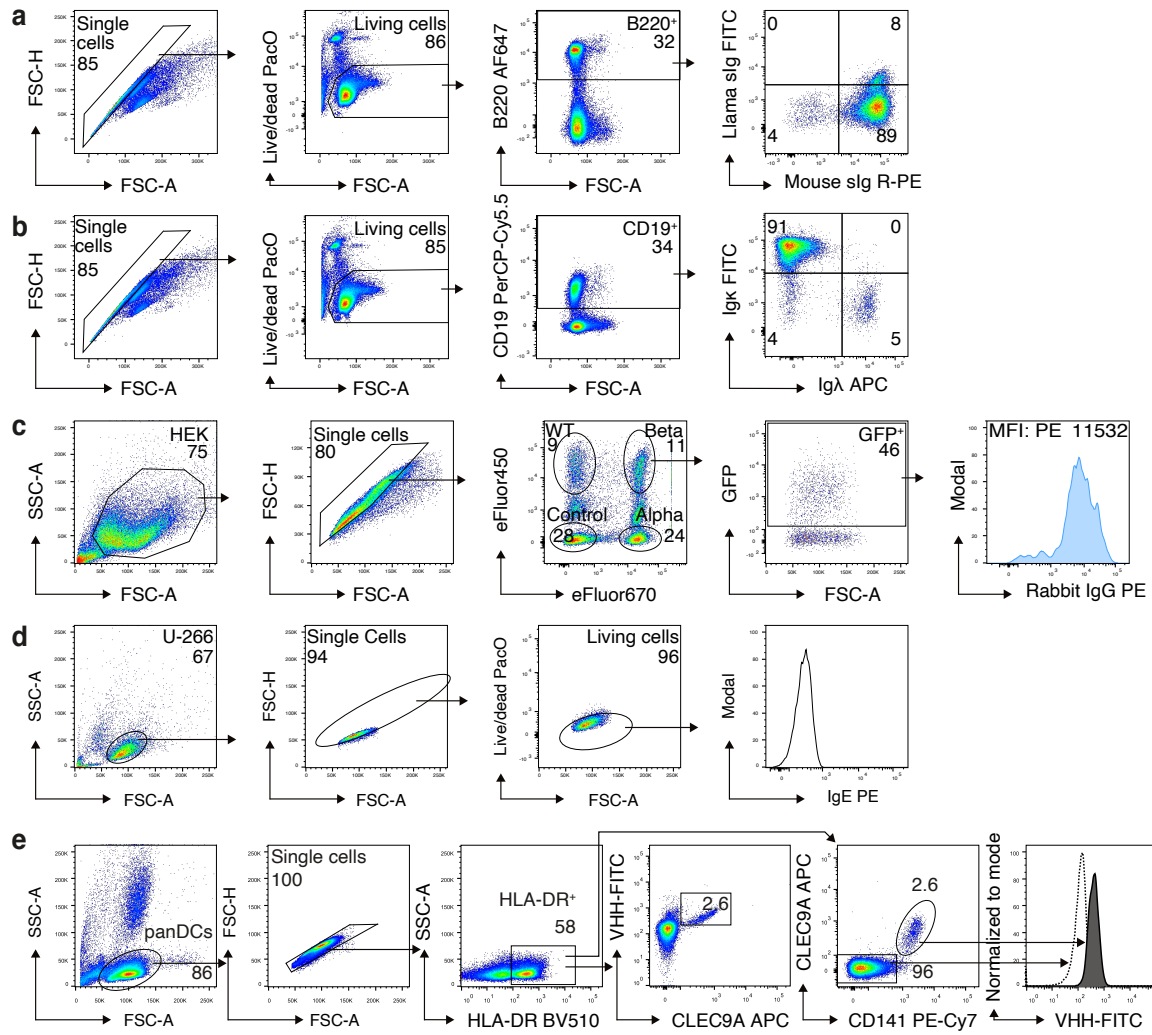 a
Single
cells
85
FSC-H
FSC-A
Living cells
86
Live/dead PacO
FSC-A
B220+
32
B220 AF647
FSC-A
0
8
4
89
Llama sIg FITC
Mouse sIg R-PE
b
Single
cells
85
FSC-H
FSC-A
Living cells
85
Live/dead PacO
FSC-A
CD19+
34
CD19 PerCP-Cy5.5
FSC-A
91
0
4
5
Igκ FITC
Igλ APC
c
HEK
75
SSC-A
FSC-A
Single cells
80
FSC-H
FSC-A
WT
9
Beta
11
Control
28
Alpha
24
eFluor450
eFluor670
GFP+
46
GFP
FSC-A
MFI: PE 11532
Modal
Rabbit IgG PE
d
U-266
67
SSC-A
FSC-A
Single Cells
94
FSC-H
FSC-A
Living cells
96
Live/dead PacO
FSC-A
Modal
IgE PE
e
panDCs
86
SSC-A
FSC-A
Single cells
100
FSC-H
FSC-A
HLA-DR+
58
SSC-A
HLA-DR BV510
2.6
VHH-FITC
CLEC9A APC
2.6
96
CLEC9A APC
CD141 PE-Cy7
Normalized to mode
VHH-FITC